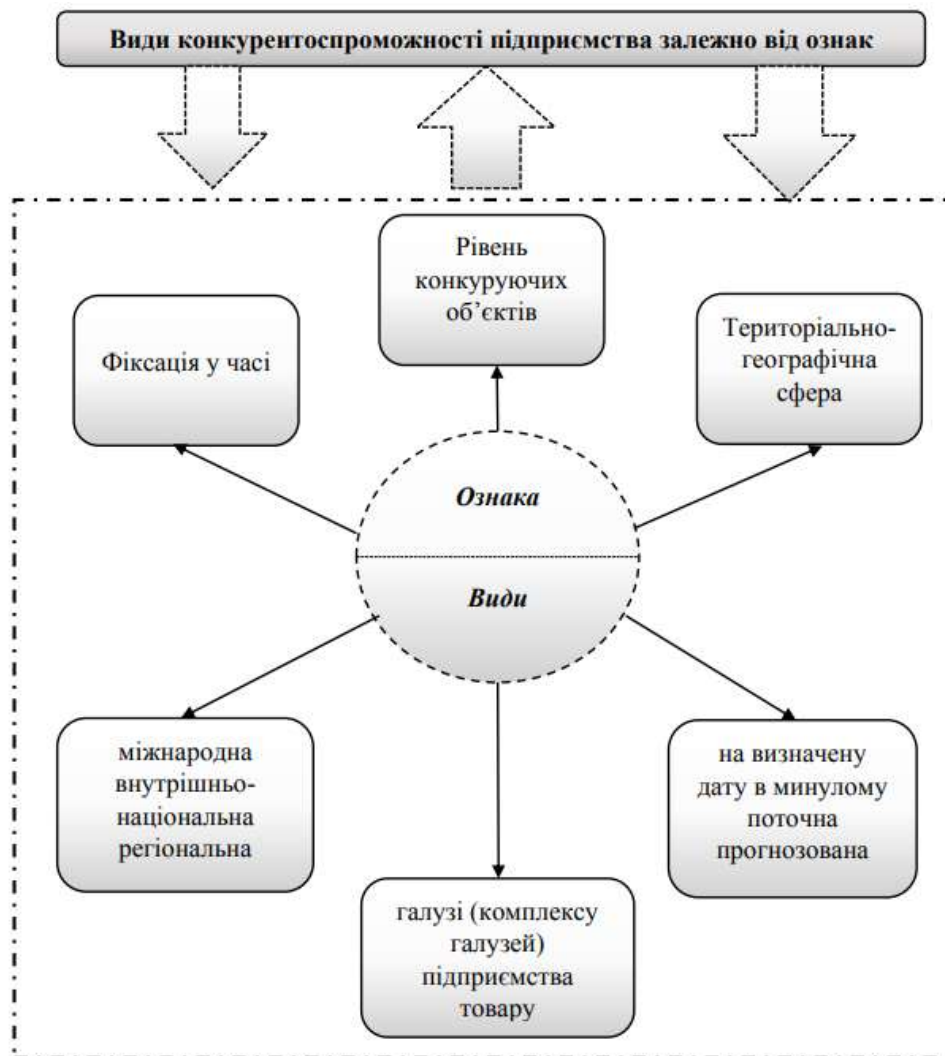 Види конкурентоспроможності підприємства залежно від ознак
Рівень
конкуруючих
об’єктів
Фіксація у часі
Територіально-
географічна
сфера
Ознака
Види
міжнародна
внутрішньо-
національна
регіональна
на визначену
дату в минулому
поточна
прогнозована
галузі (комплексу
галузей)
підприємства
товару